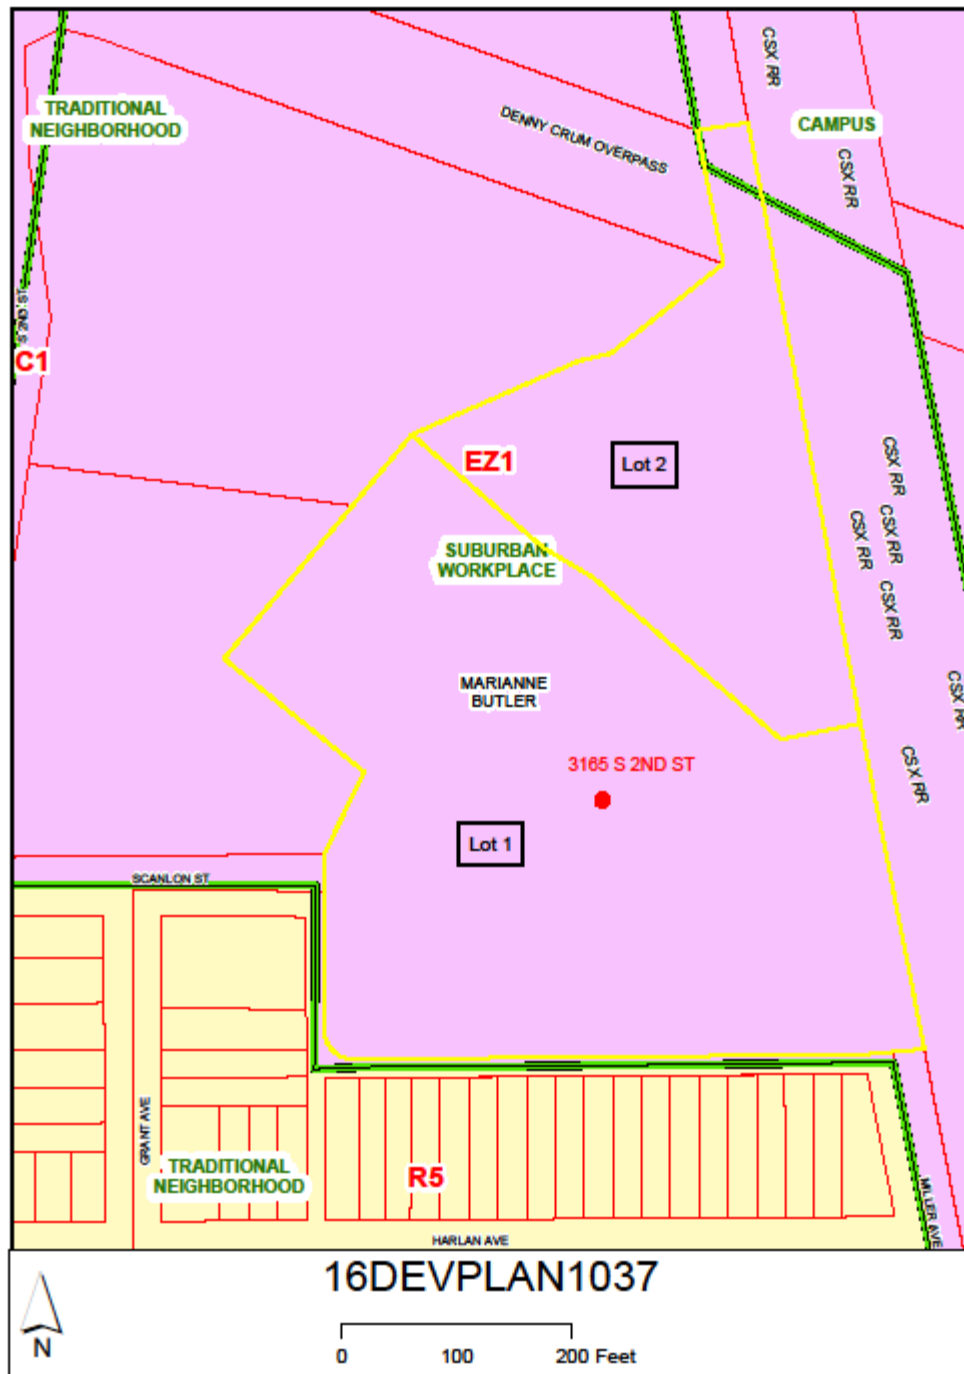 CSX RR
TRADITIONAL
NEIGHBORHOOD
DENNY CRUM OVERPASS
CAMPUS
CSX RR
S 2ND ST
C1
EZ1
Lot 2
CSX RR
CSX RR
CSX RR
SUBURBAN
WORKPLACE
CSX RR
MARIANNE
BUTLER
CSX RR
3165 S 2ND ST
CSX RR
Lot 1
SCANLON ST
GRANT AVE
TRADITIONAL
NEIGHBORHOOD
R5
MILLER AVE
HARLAN AVE
16DEVPLAN1037
N
0 100 200 Feet